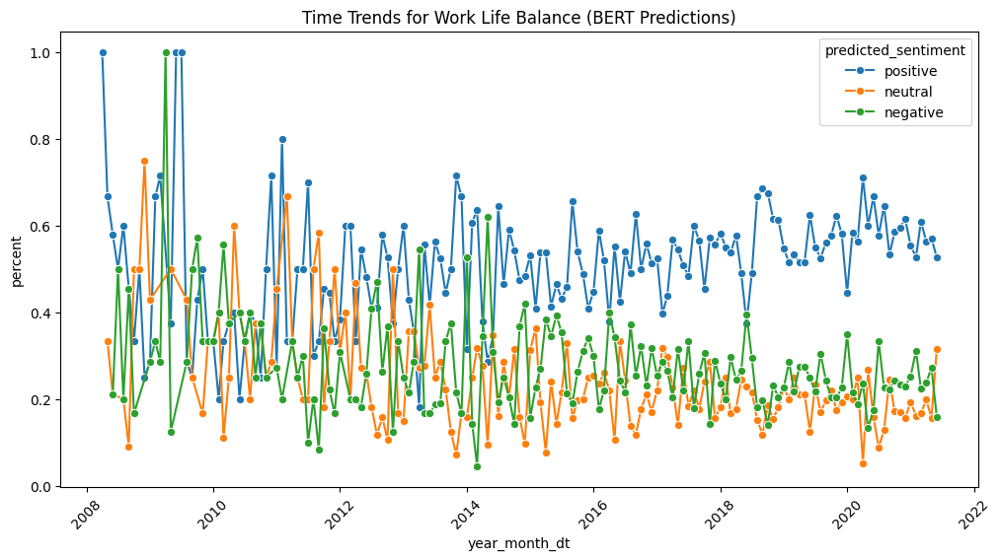 Time Trends for Work Life Balance (BERT Predictions)
predicted_sentiment
positive
neutral
negative
percent
1.0
0.8
0.6
0.4
0.2
0.0
2008
2010
2012
2014
2016
2018
2020
2022
year_month_dt